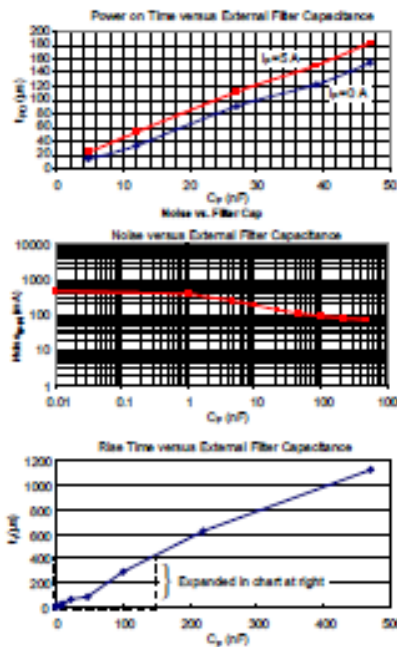 Power on Time versus External Filter Capacitance
200
180
160
140
120
100
80
60
40
20
0
I_P=5 A
I_P=0 A
t_PO (μs)
0 10 20 30 40 50
C_F (nF)
Noise vs. Filter Cap
Noise versus External Filter Capacitance
10000
1000
100
10
1
0.01 0.1 1 10 100 1000
C_F (nF)
Rise Time versus External Filter Capacitance
1200
1000
800
600
400
200
0
t_r(μs)
Expanded in chart at right
0 100 200 300 400 500
C_F (nF)